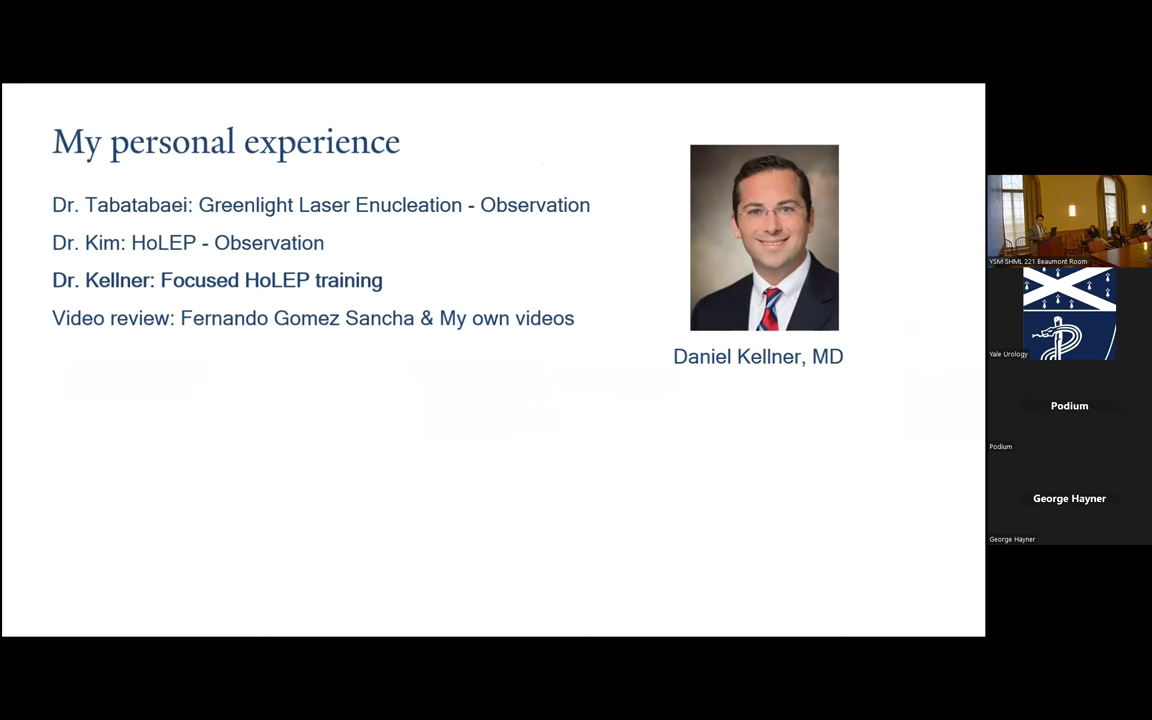 My personal experience
Dr. Tabatabaei: Greenlight Laser Enucleation - Observation
Dr. Kim: HoLEP - Observation
Dr. Kellner: Focused HoLEP training
Video review: Fernando Gomez Sancha & My own videos
Daniel Kellner, MD
YSM SHML 221 Beaumont Room
Yale Urology
Podium
Podium
George Hayner
George Hayner